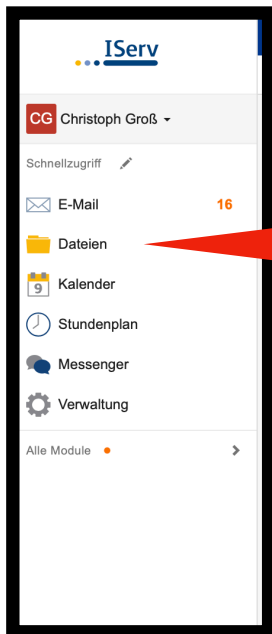 IServ
CG Christoph Groß
Schnellzugriff
E-Mail 16
Dateien
9 Kalender
Stundenplan
Messenger
Verwaltung
Alle Module